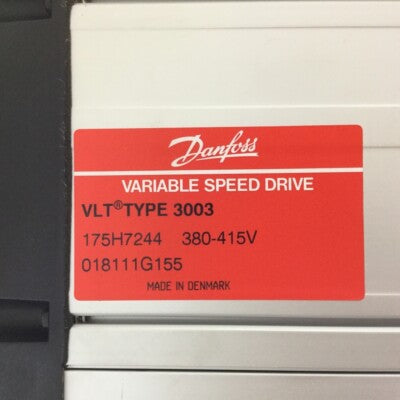 Danfoss
VARIABLE SPEED DRIVE
VLT®TYPE 3003
175H7244 380-415V
018111G155
MADE IN DENMARK